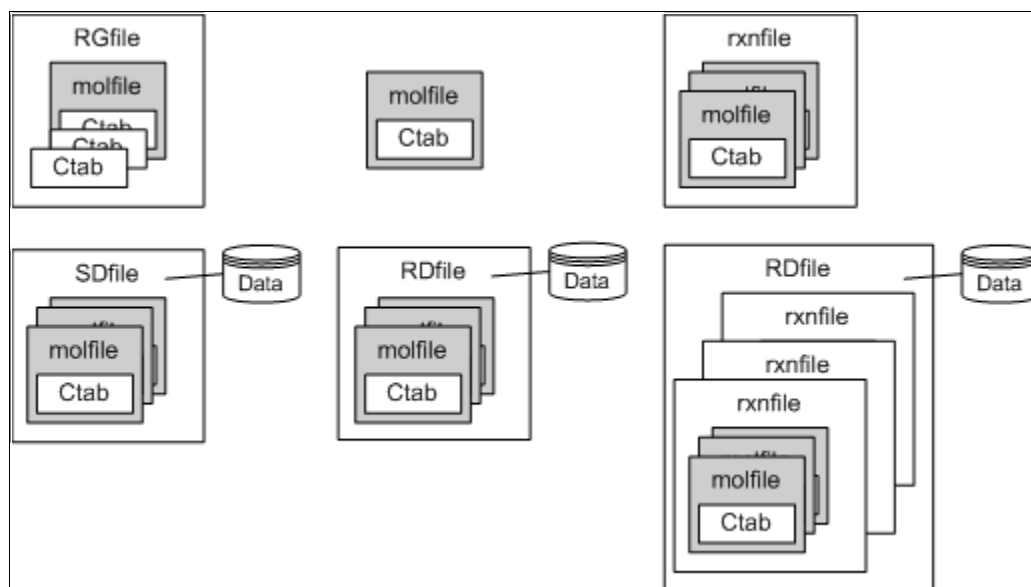 RGfile
molfile
Ctab
Ctab
Ctab
molfile
Ctab
rxnfile
molfile
Ctab
SDfile
Data
molfile
Ctab
RDfile
Data
molfile
Ctab
RDfile
Data
rxnfile
rxnfile
rxnfile
molfile
Ctab